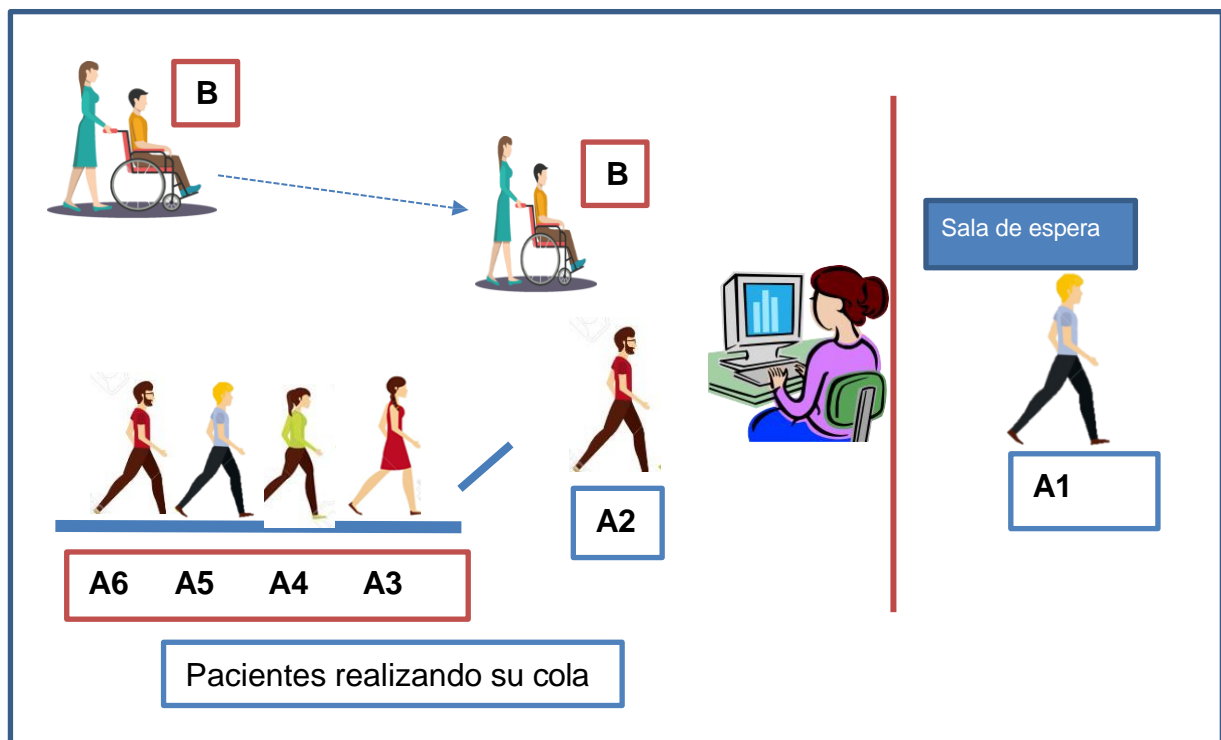 B
B
Sala de espera
A1
A2
A6 A5 A4 A3
Pacientes realizando su cola